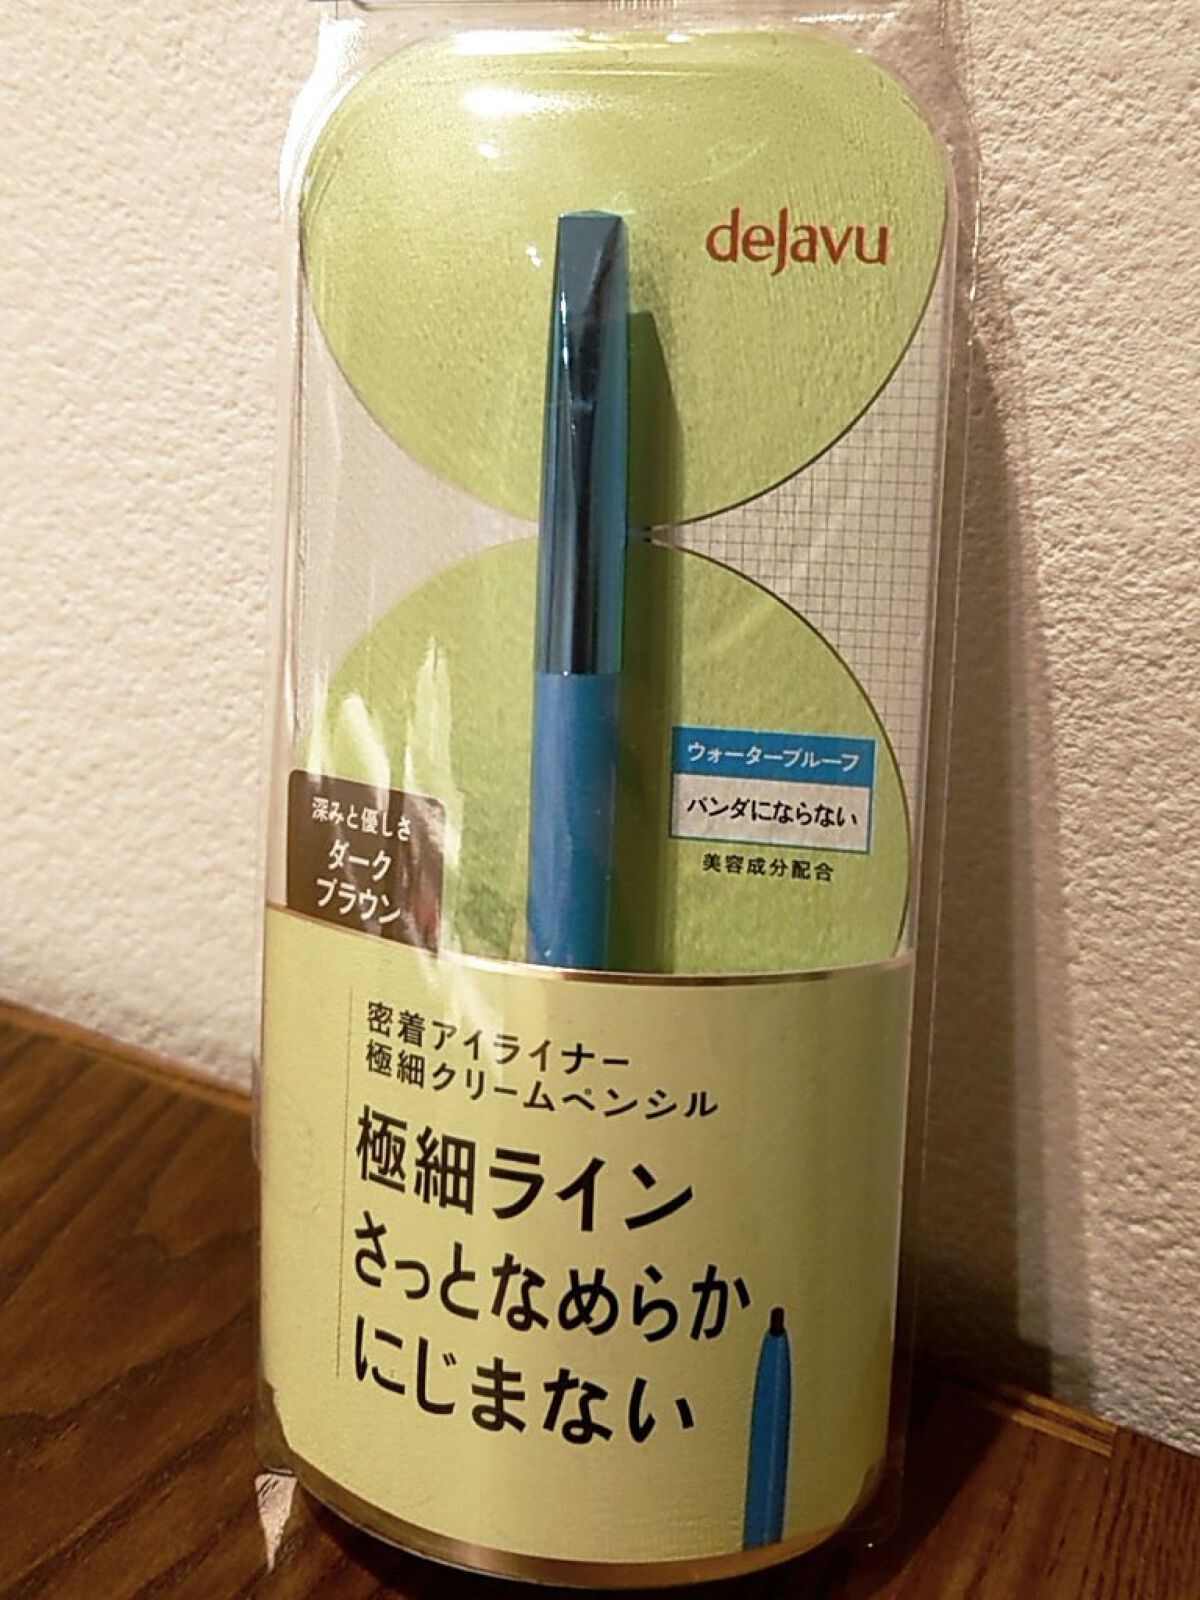 deJavu
ウォータープルーフ
パンダにならない
美容成分配合
深みと優しさ
ダーク
ブラウン
密着アイライナー
極細クリームペンシル
極細ライン
さっとなめらか
にじまない